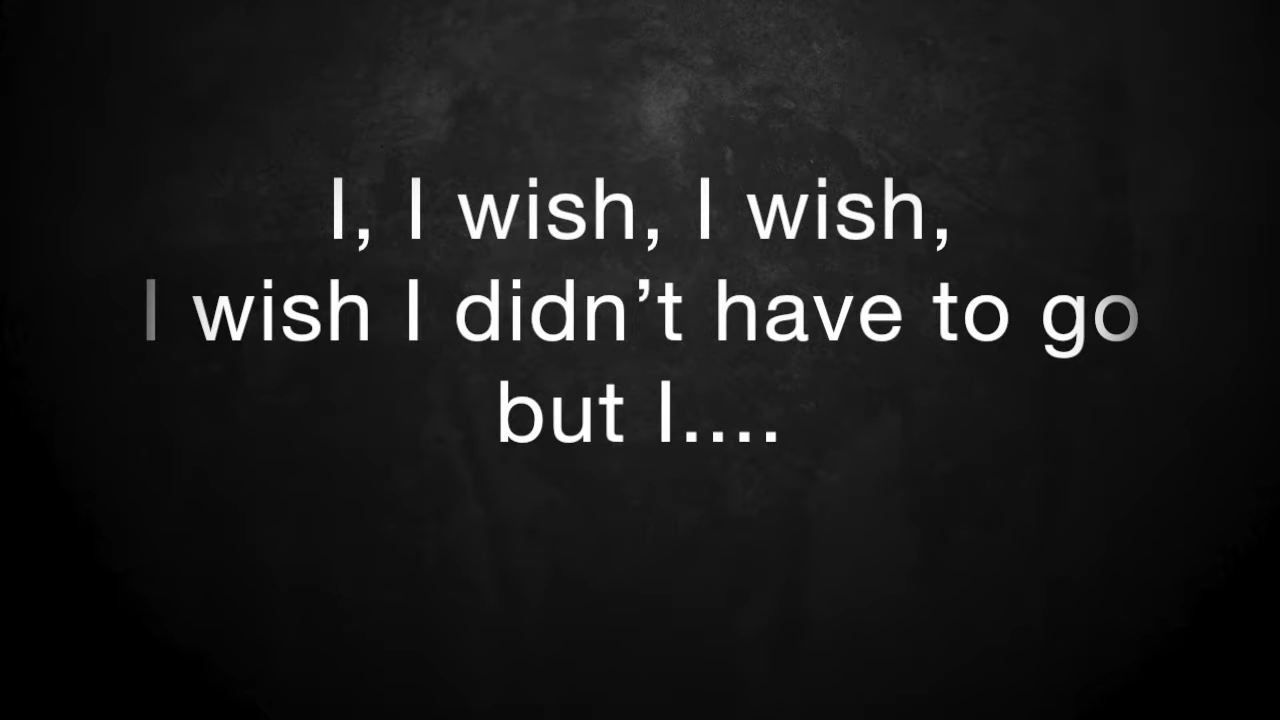 I, I wish, I wish,
I wish I didn’t have to go
but I....